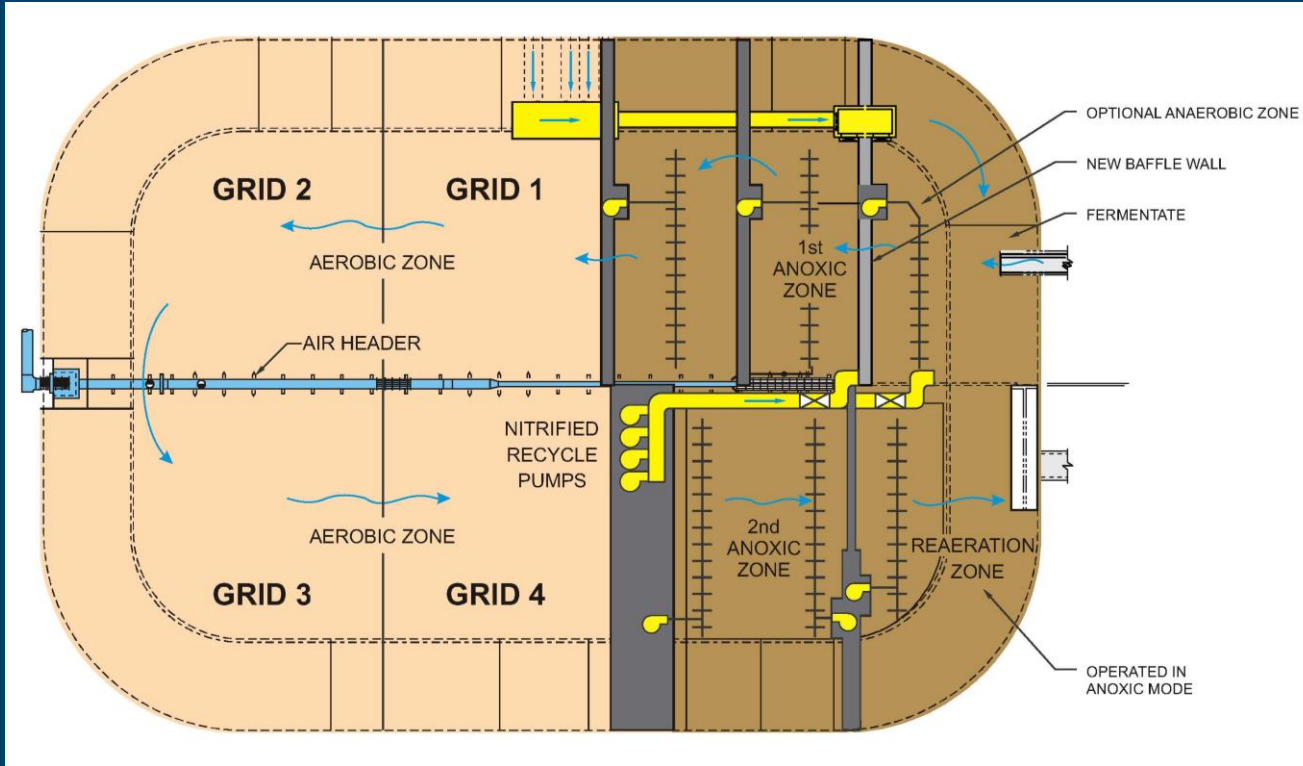 OPTIONAL ANAEROBIC ZONE
NEW BAFFLE WALL
FERMENTATE
GRID 2
GRID 1
AEROBIC ZONE
1st
ANOXIC
ZONE
AIR HEADER
NITRIFIED
RECYCLE
PUMPS
AEROBIC ZONE
2nd
ANOXIC
ZONE
REAERATION
ZONE
GRID 3
GRID 4
OPERATED IN
ANOXIC MODE